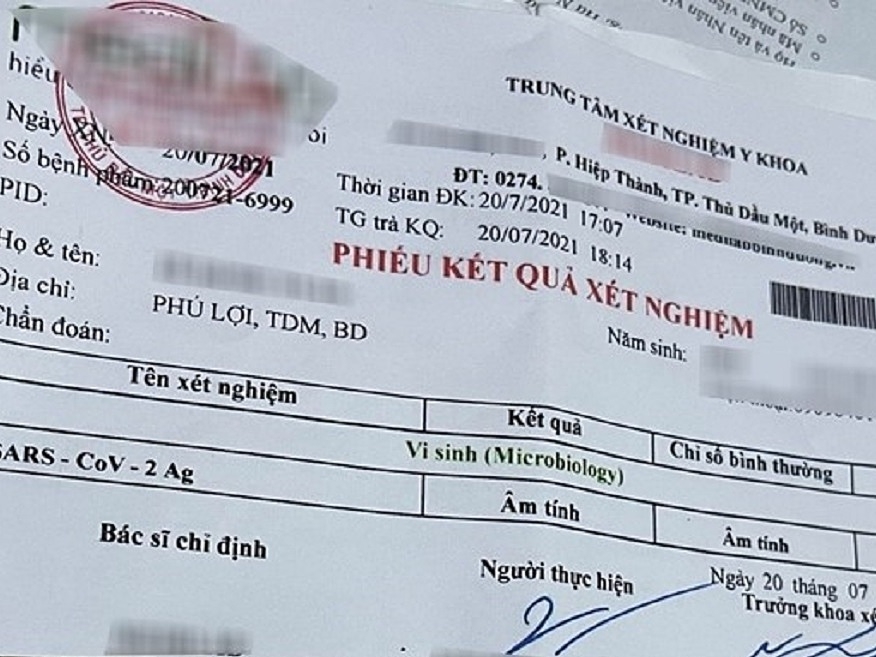 TRUNG TÂM XÉT NGHIỆM Y KHOA
P. Hiệp Thành, TP. Thủ Dầu Một, Bình Dư
ĐT: 0274.
Ngày
20/07/2021
Thời gian ĐK: 20/7/2021 17:07
Số bệnh phẩm 200721-6999
TG trả KQ: 20/07/2021 18:14
PID:
PHIẾU KẾT QUẢ XÉT NGHIỆM
Họ & tên:
Năm sinh:
Địa chỉ: PHÚ LỢI, TDM, BD
Chẩn đoán:
Tên xét nghiệm Kết quả Chỉ số bình thường
Vi sinh (Microbiology)
SARS - CoV - 2 Ag Âm tính Âm tính
Ngày 20 tháng 07
Bác sĩ chỉ định Người thực hiện Trưởng khoa xé